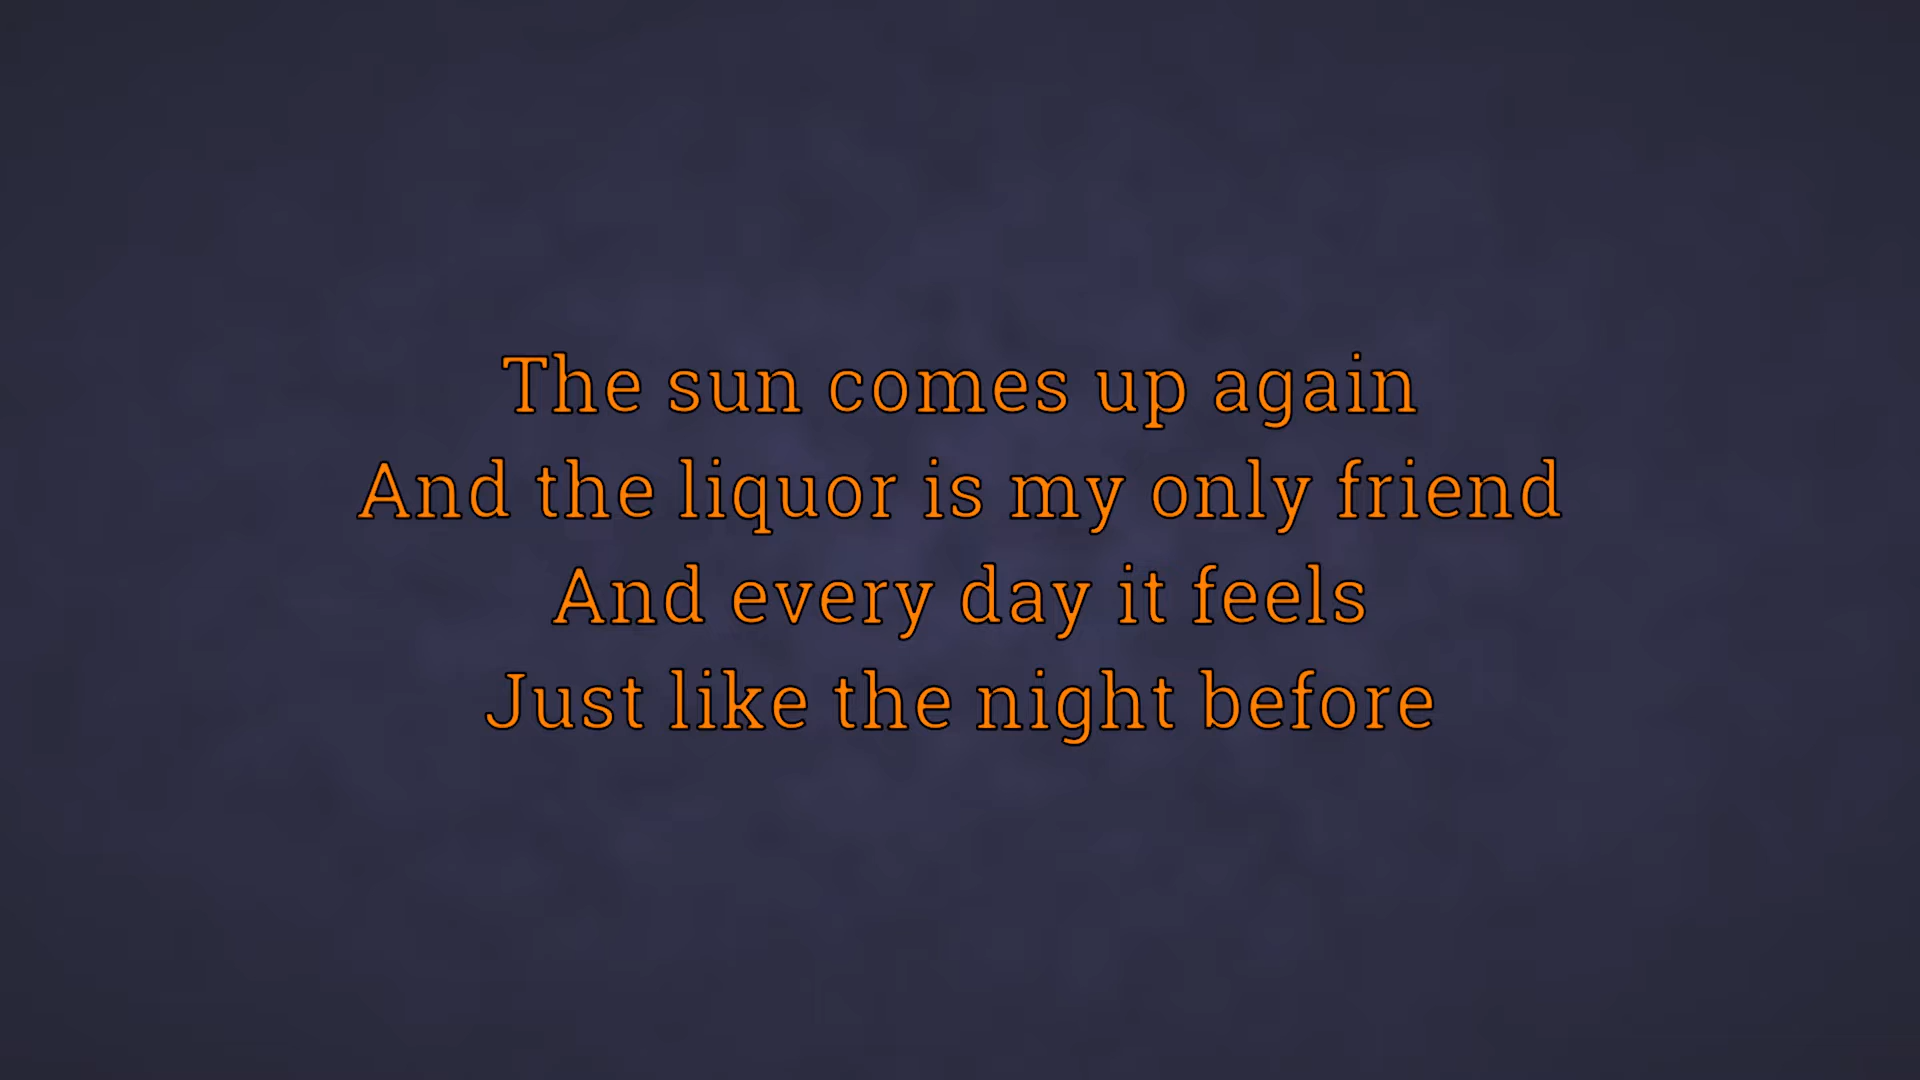 The sun comes up again
And the liquor is my only friend
And every day it feels
Just like the night before